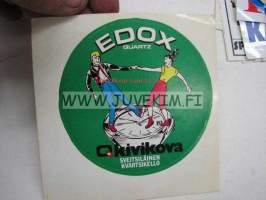 EDOX
QUARTZ
WWW.JUVEKIM.FI
kivikova
SVEITSILÄINEN
KVARTSIKELLO